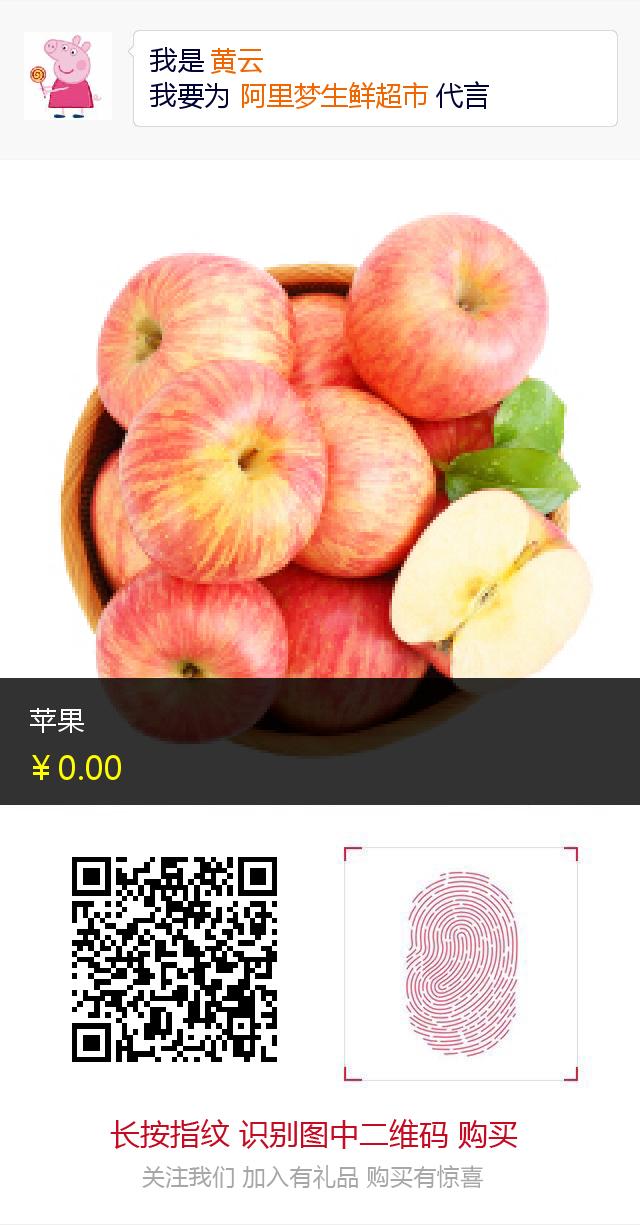 我是 黄云
我要为 阿里梦生鲜超市 代言
苹果
¥0.00
长按指纹 识别图中二维码 购买
关注我们 加入有礼品 购买有惊喜